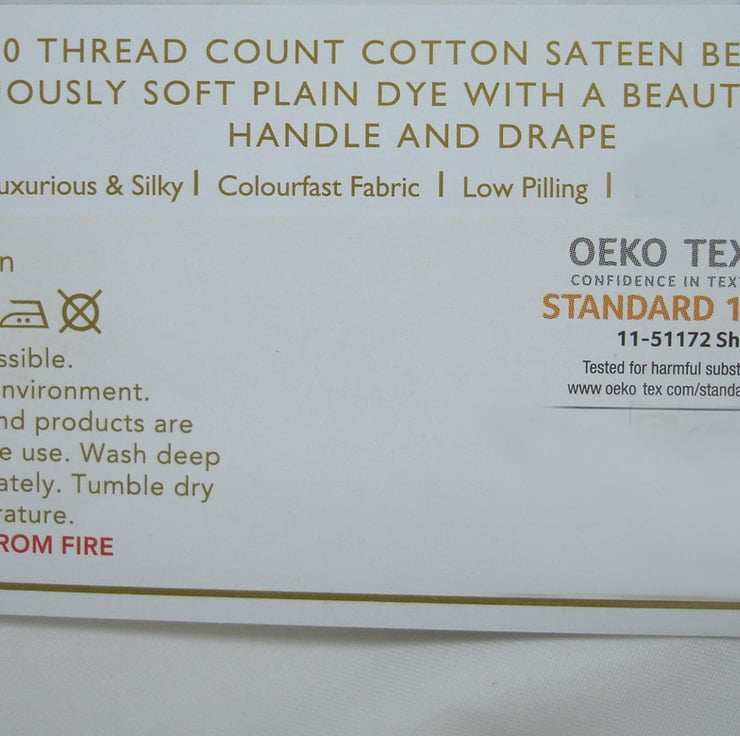 0 THREAD COUNT COTTON SATEEN BE
IOUSLY SOFT PLAIN DYE WITH A BEAUT
HANDLE AND DRAPE
uxurious & Silky | Colourfast Fabric | Low Pilling |
n
OEKO TEX
CONFIDENCE IN TEXT
STANDARD 1
11-51172 Sh
Tested for harmful subst
www oeko tex com/standa
ssible.
nvironment.
nd products are
e use. Wash deep
ately. Tumble dry
rature.
ROM FIRE